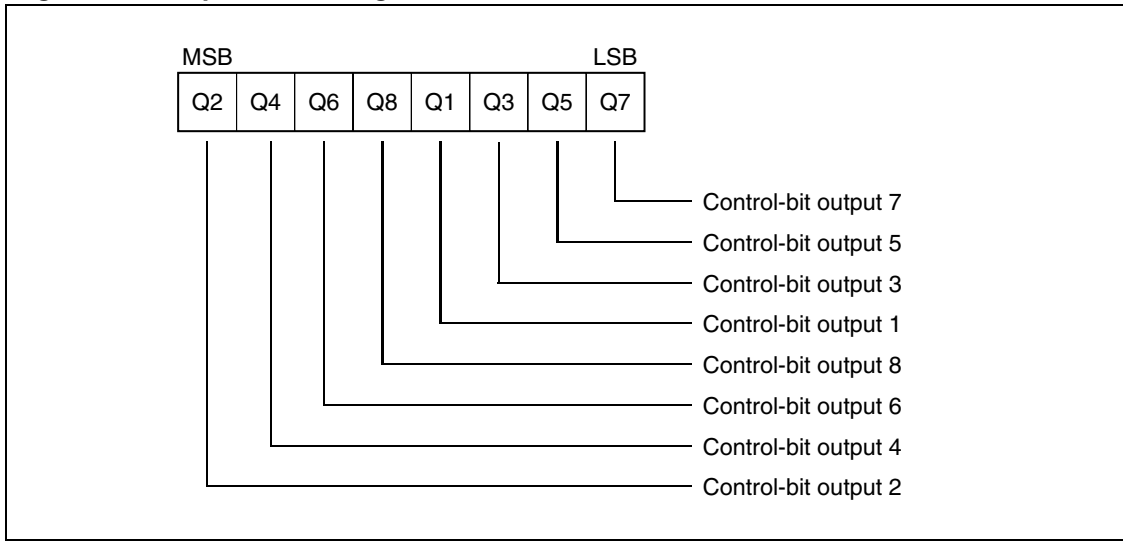 MSB LSB
Q2 Q4 Q6 Q8 Q1 Q3 Q5 Q7
Control-bit output 7
Control-bit output 5
Control-bit output 3
Control-bit output 1
Control-bit output 8
Control-bit output 6
Control-bit output 4
Control-bit output 2